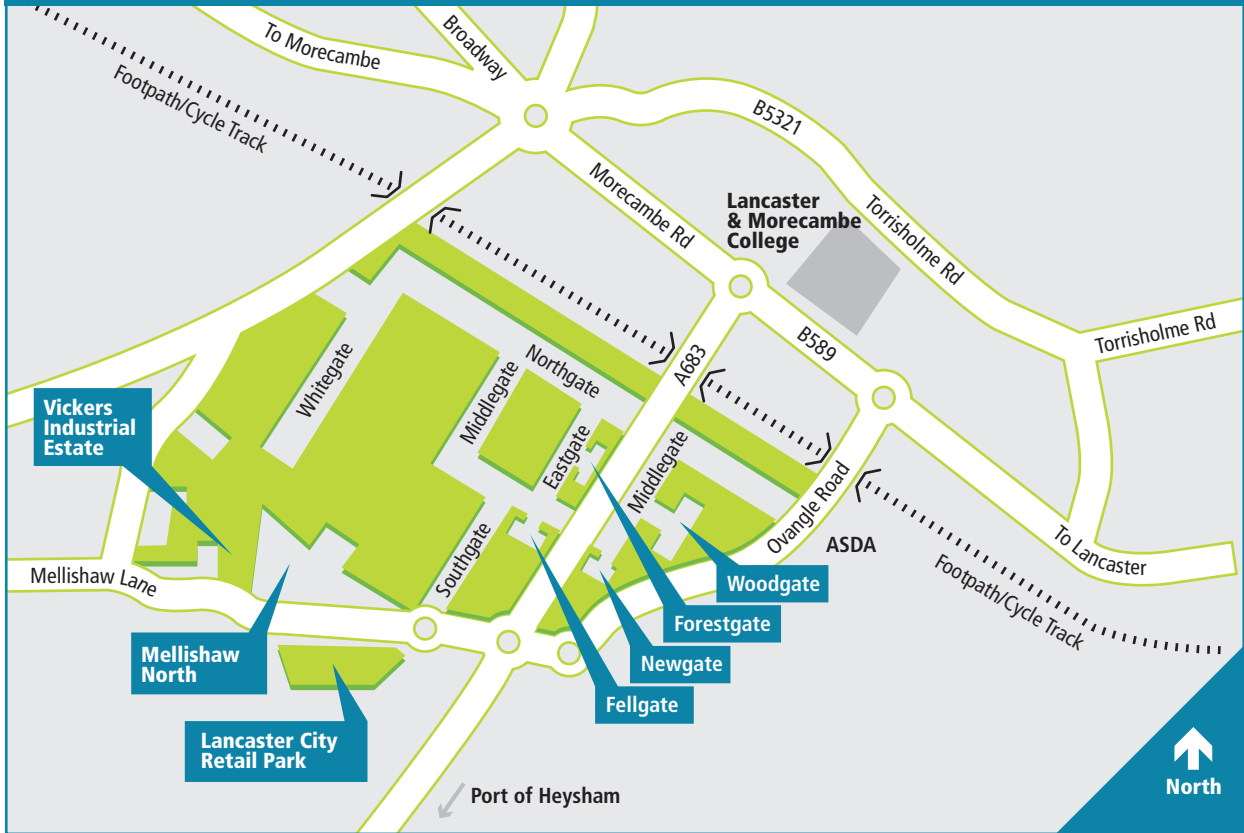 To Morecambe
Broadway
Footpath/Cycle Track
B5321
Morecambe Rd
Lancaster
& Morecambe
College
Torrisholme Rd
Torrisholme Rd
B589
A683
Northgate
Whitegate
Middlegate
Eastgate
Middlegate
Vickers
Industrial
Estate
Southgate
Ovangle Road
ASDA
To Lancaster
Mellishaw Lane
Woodgate
Footpath/Cycle Track
Forestgate
Mellishaw
North
Newgate
Fellgate
Lancaster City
Retail Park
Port of Heysham
North